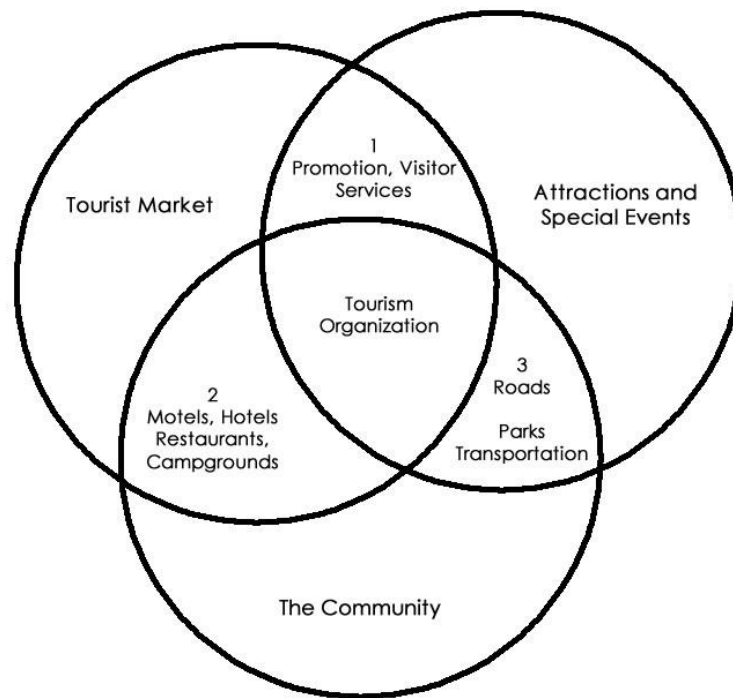 1
Promotion, Visitor
Services
Tourist Market
Attractions and
Special Events
Tourism
Organization
2
Motels, Hotels
Restaurants,
Campgrounds
3
Roads
Parks
Transportation
The Community